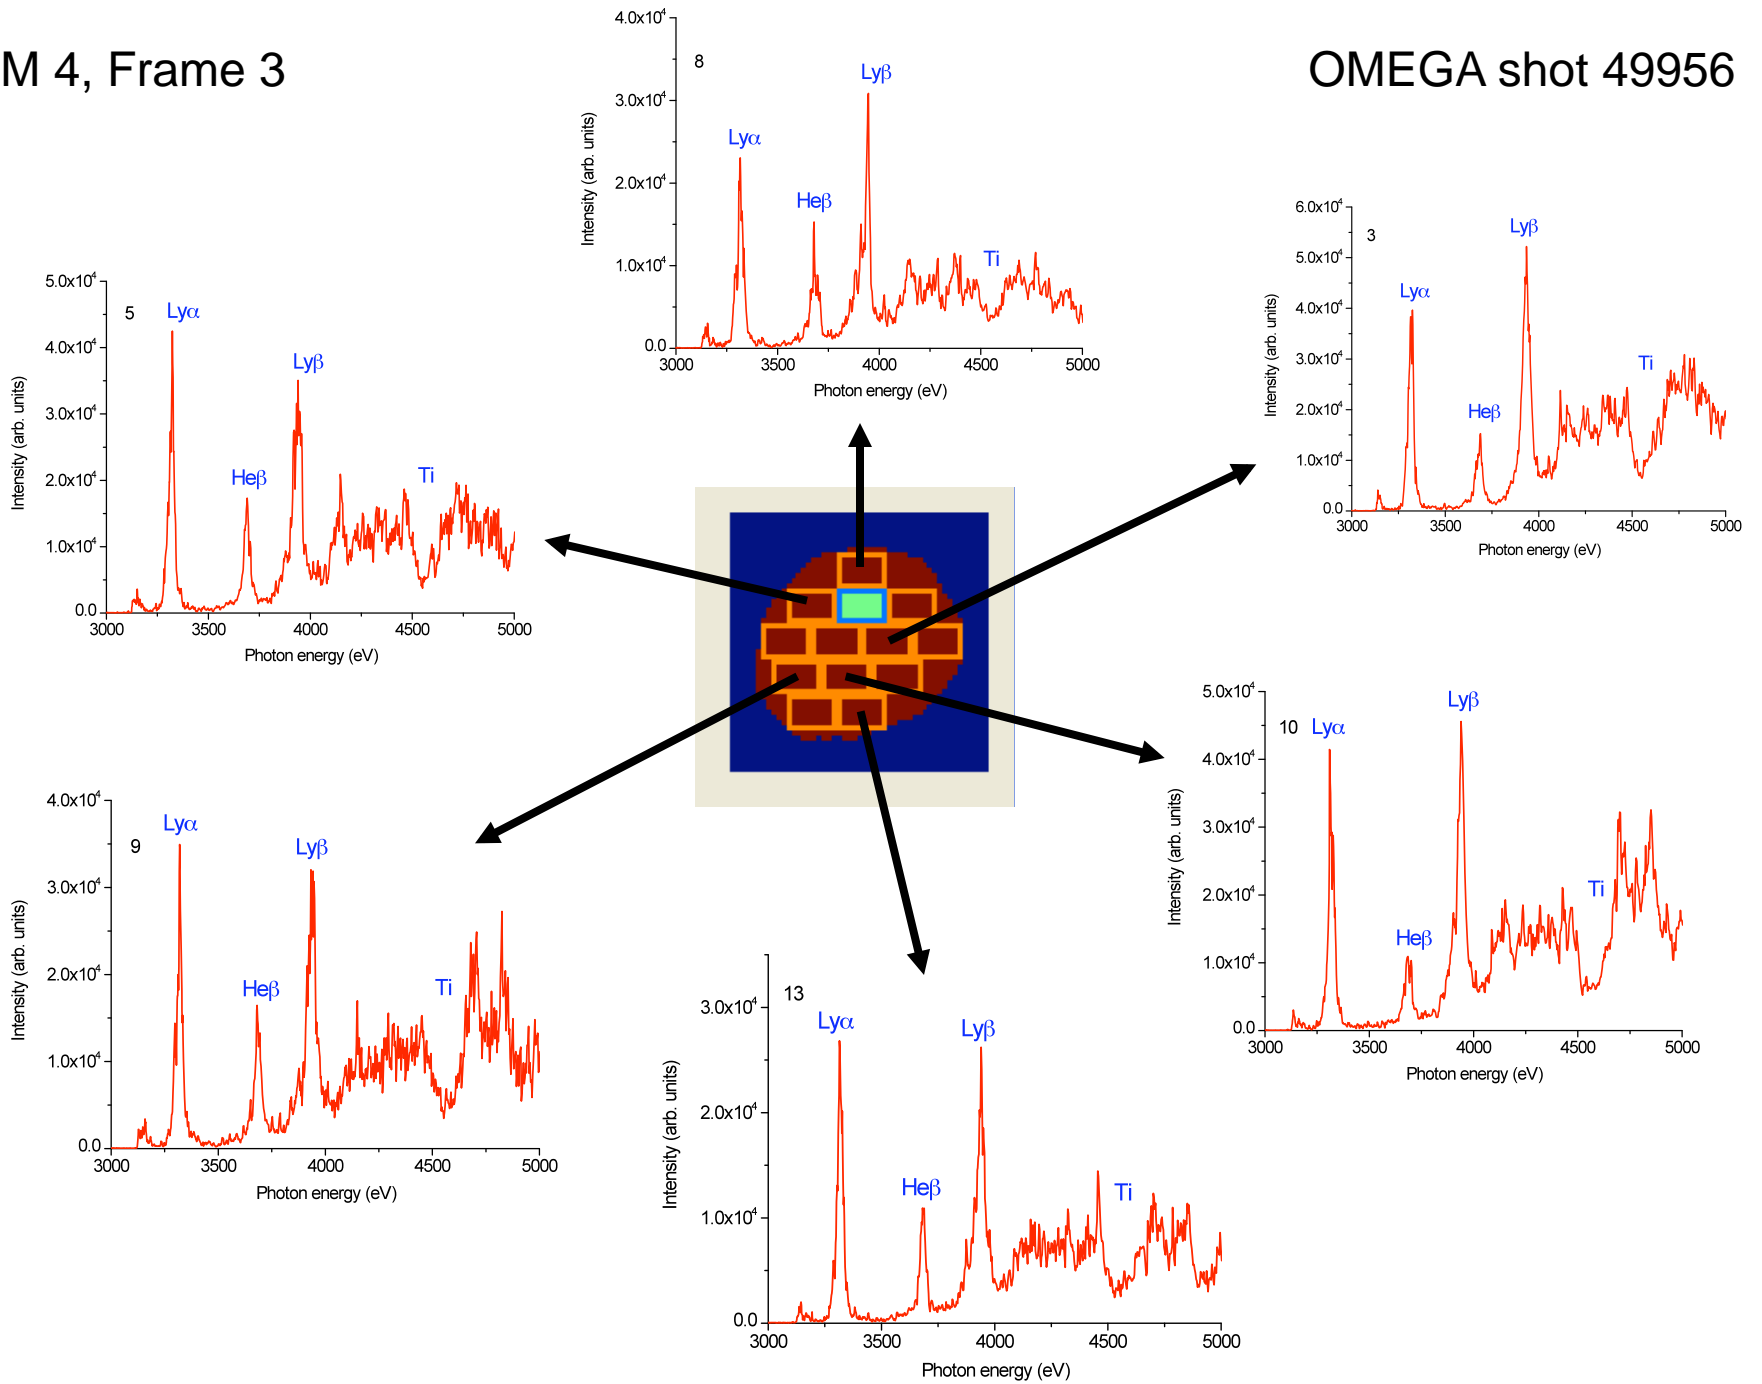 M 4, Frame 3
OMEGA shot 49956
8
Lyα
Heβ
Lyβ
Ti
4.0x10⁴
3.0x10⁴
2.0x10⁴
1.0x10⁴
0.0
3000 3500 4000 4500 5000
Intensity (arb. units)
Photon energy (eV)
5
Lyα
Heβ
Lyβ
Ti
5.0x10⁴
4.0x10⁴
3.0x10⁴
2.0x10⁴
1.0x10⁴
0.0
3000 3500 4000 4500 5000
Intensity (arb. units)
Photon energy (eV)
3
Lyα
Heβ
Lyβ
Ti
6.0x10⁴
5.0x10⁴
4.0x10⁴
3.0x10⁴
2.0x10⁴
1.0x10⁴
0.0
3000 3500 4000 4500 5000
Intensity (arb. units)
Photon energy (eV)
9
Lyα
Heβ
Lyβ
Ti
4.0x10⁴
3.0x10⁴
2.0x10⁴
1.0x10⁴
0.0
3000 3500 4000 4500 5000
Intensity (arb. units)
Photon energy (eV)
10
Lyα
Heβ
Lyβ
Ti
5.0x10⁴
4.0x10⁴
3.0x10⁴
2.0x10⁴
1.0x10⁴
0.0
3000 3500 4000 4500 5000
Intensity (arb. units)
Photon energy (eV)
13
Lyα
Heβ
Lyβ
Ti
3.0x10⁴
2.0x10⁴
1.0x10⁴
0.0
3000 3500 4000 4500 5000
Intensity (arb. units)
Photon energy (eV)